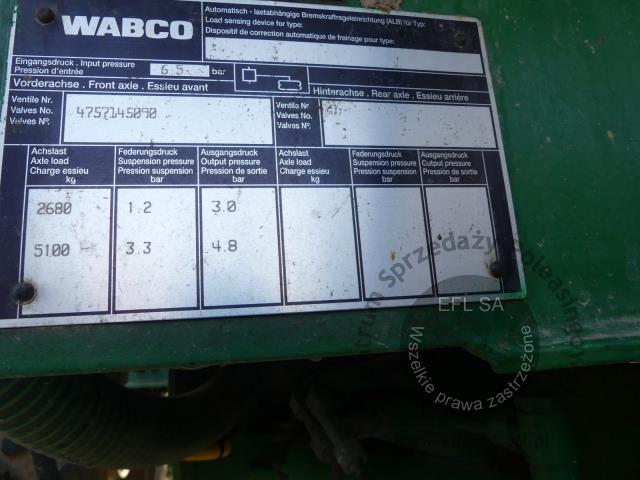 WABCO
Automatisch - lastabhängige Bremskraftregeleinrichtung (ALB) für Typ:
Load sensing device for type:
Dispositif de correction automatique de freinage pour type:
Eingangsdruck . Input pressure
Pression d'entrée
6.5 bar
Vorderachse . Front axle . Essieu avant
Hinterachse . Rear axle . Essieu arrière
Ventile Nr.
Valves No.
Valves Nº.
4757145090
Ventile Nr
Valves No.
Valves Nº.
Achslast
Axle load
Charge essieu
kg
Federungsdruck
Suspension pressure
Pression suspension
bar
Ausgangsdruck
Output pressure
Pression de sortie
bar
Achslast
Axle load
Charge essieu
kg
Federungsdruck
Suspension pressure
Pression suspension
bar
Ausgangsdruck
Output pressure
Pression de sortie
bar
2680 1.2 3.0
5100 3.3 4.8
Centrum Sprzedaży Poleasingowej
EFL SA
Wszelkie prawa zastrzeżone